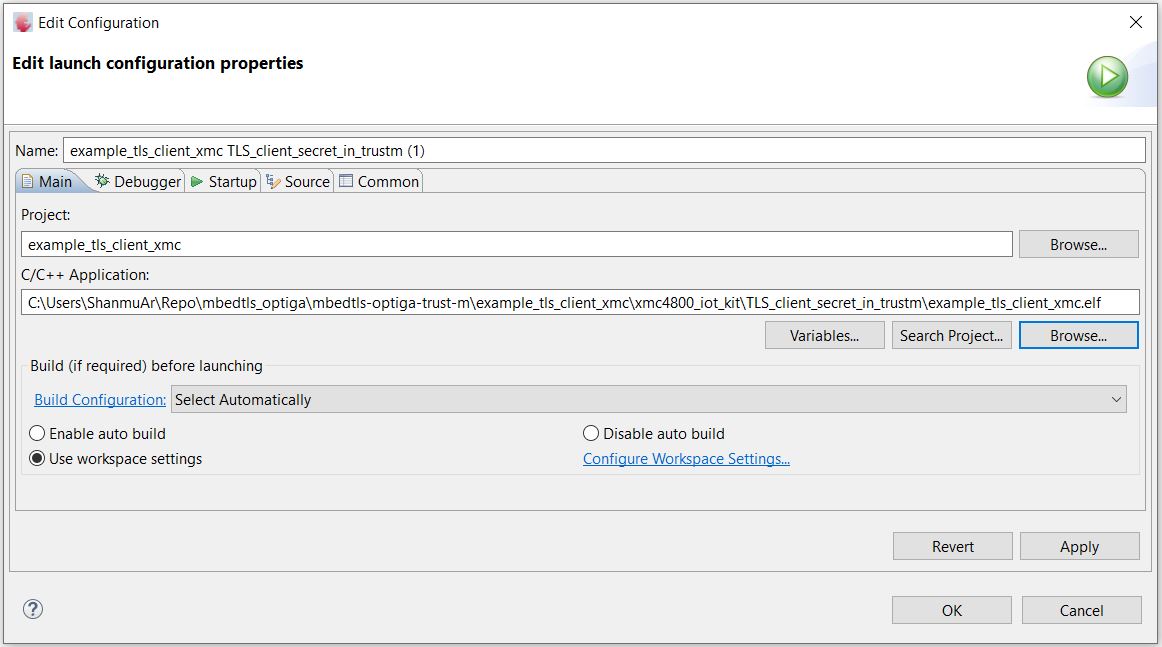 Edit Configuration
Edit launch configuration properties
Name: example_tls_client_xmc TLS_client_secret_in_trustm (1)
Main Debugger Startup Source Common
Project:
example_tls_client_xmc Browse...
C/C++ Application:
C:\Users\ShanmuAr\Repo\mbedtls_optiga\mbedtls-optiga-trust-m\example_tls_client_xmc\xmc4800_iot_kit\TLS_client_secret_in_trustm\example_tls_client_xmc.elf
Variables... Search Project... Browse...
Build (if required) before launching
Build Configuration: Select Automatically
Enable auto build Disable auto build
Use workspace settings Configure Workspace Settings...
Revert Apply
? OK Cancel